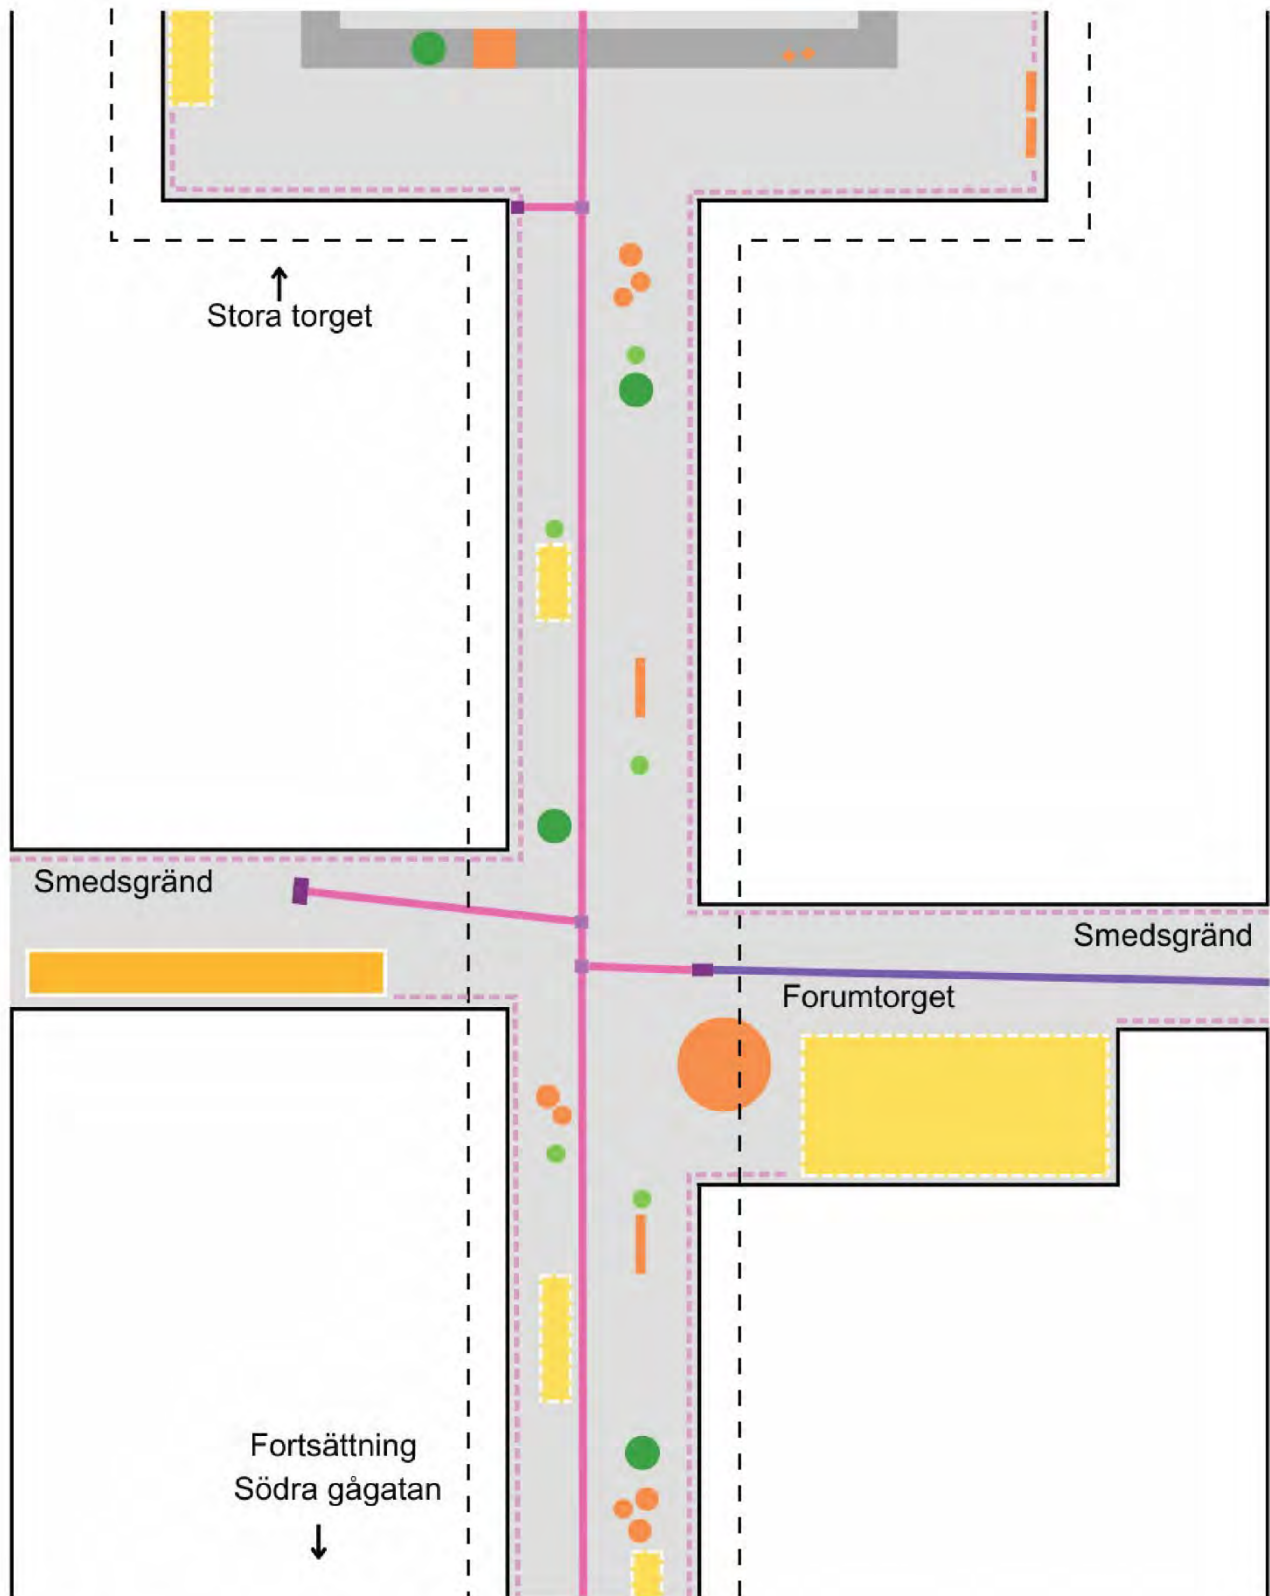 Stora torget
Smedsgränd
Smedsgränd
Forumtorget
Fortsättning
Södra gågatan